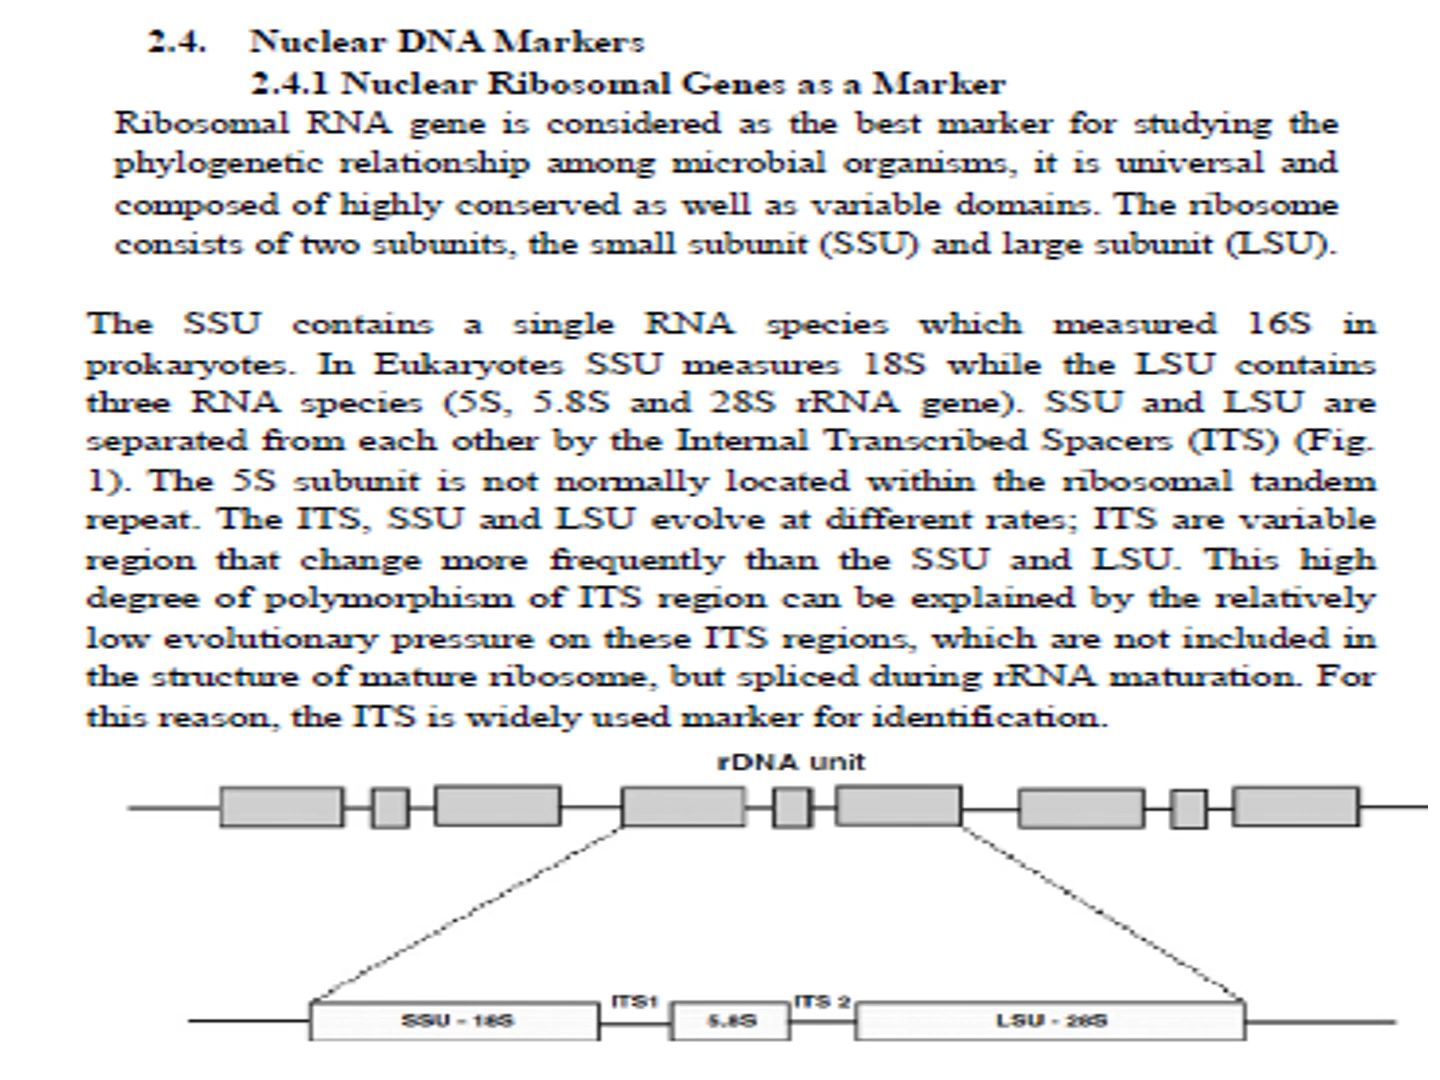 2.4. Nuclear DNA Markers
2.4.1 Nuclear Ribosomal Genes as a Marker
Ribosomal RNA gene is considered as the best marker for studying the
phylogenetic relationship among microbial organisms, it is universal and
composed of highly conserved as well as variable domains. The ribosome
consists of two subunits, the small subunit (SSU) and large subunit (LSU).
The SSU contains a single RNA species which measured 16S in
prokaryotes. In Eukaryotes SSU measures 18S while the LSU contains
three RNA species (5S, 5.8S and 28S rRNA gene). SSU and LSU are
separated from each other by the Internal Transcribed Spacers (ITS) (Fig.
1). The 5S subunit is not normally located within the ribosomal tandem
repeat. The ITS, SSU and LSU evolve at different rates; ITS are variable
region that change more frequently than the SSU and LSU. This high
degree of polymorphism of ITS region can be explained by the relatively
low evolutionary pressure on these ITS regions, which are not included in
the structure of mature ribosome, but spliced during rRNA maturation. For
this reason, the ITS is widely used marker for identification.
rDNA unit
ITS1 ITS 2
SSU - 18S 5.8S LSU - 28S